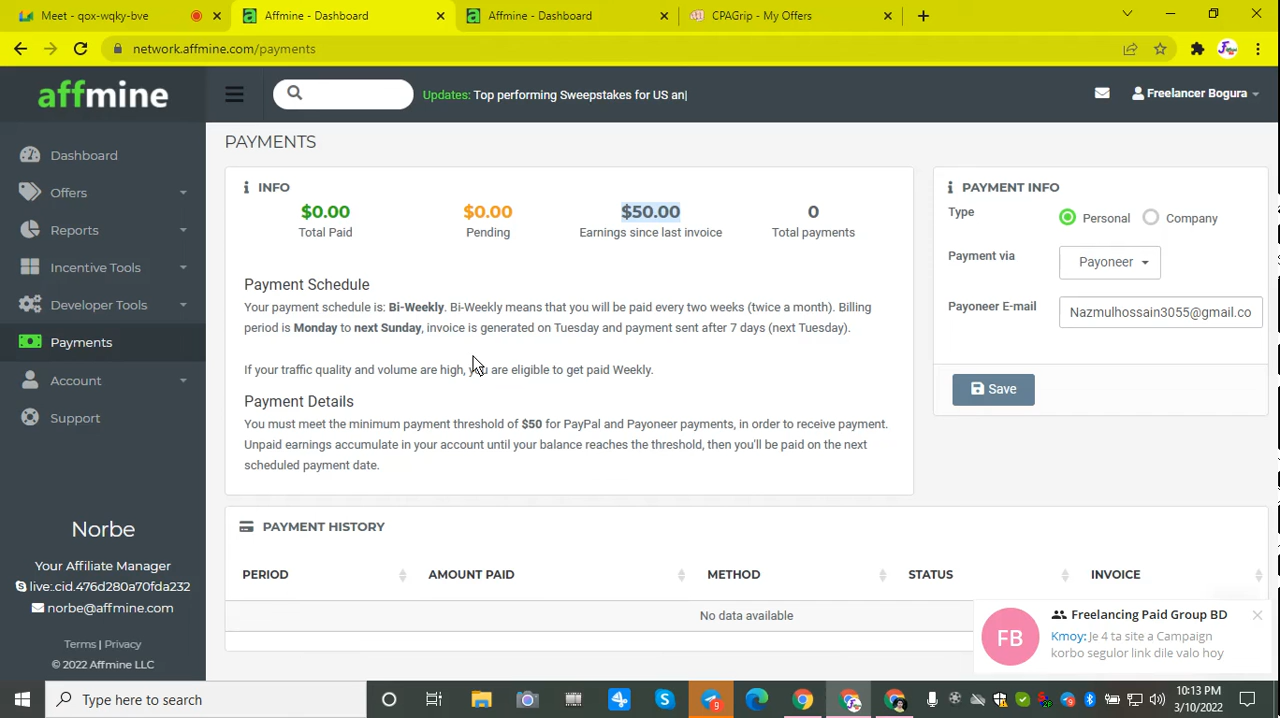 Meet - qox-wqky-bve
Affmine - Dashboard
Affmine - Dashboard
CPAGrip - My Offers
network.affmine.com/payments
affmine
Updates: Top performing Sweepstakes for US an|
Freelancer Bogura
Dashboard
Offers
Reports
Incentive Tools
Developer Tools
Payments
Account
Support
Norbe
Your Affiliate Manager
live:.cid.476d280a70fda232
norbe@affmine.com
Terms | Privacy
© 2022 Affmine LLC
PAYMENTS
INFO
$0.00
Total Paid
$0.00
Pending
$50.00
Earnings since last invoice
0
Total payments
Payment Schedule
Your payment schedule is: Bi-Weekly. Bi-Weekly means that you will be paid every two weeks (twice a month). Billing
period is Monday to next Sunday, invoice is generated on Tuesday and payment sent after 7 days (next Tuesday).
If your traffic quality and volume are high, you are eligible to get paid Weekly.
Payment Details
You must meet the minimum payment threshold of $50 for PayPal and Payoneer payments, in order to receive payment.
Unpaid earnings accumulate in your account until your balance reaches the threshold, then you'll be paid on the next
scheduled payment date.
PAYMENT INFO
Type
Personal
Company
Payment via
Payoneer
Payoneer E-mail
Nazmulhossain3055@gmail.co
Save
PAYMENT HISTORY
PERIOD
AMOUNT PAID
METHOD
STATUS
INVOICE
No data available
FB
Freelancing Paid Group BD
Kmoy: Je 4 ta site a Campaign
korbo segulor link dile valo hoy
Type here to search
9
10:13 PM
3/10/2022